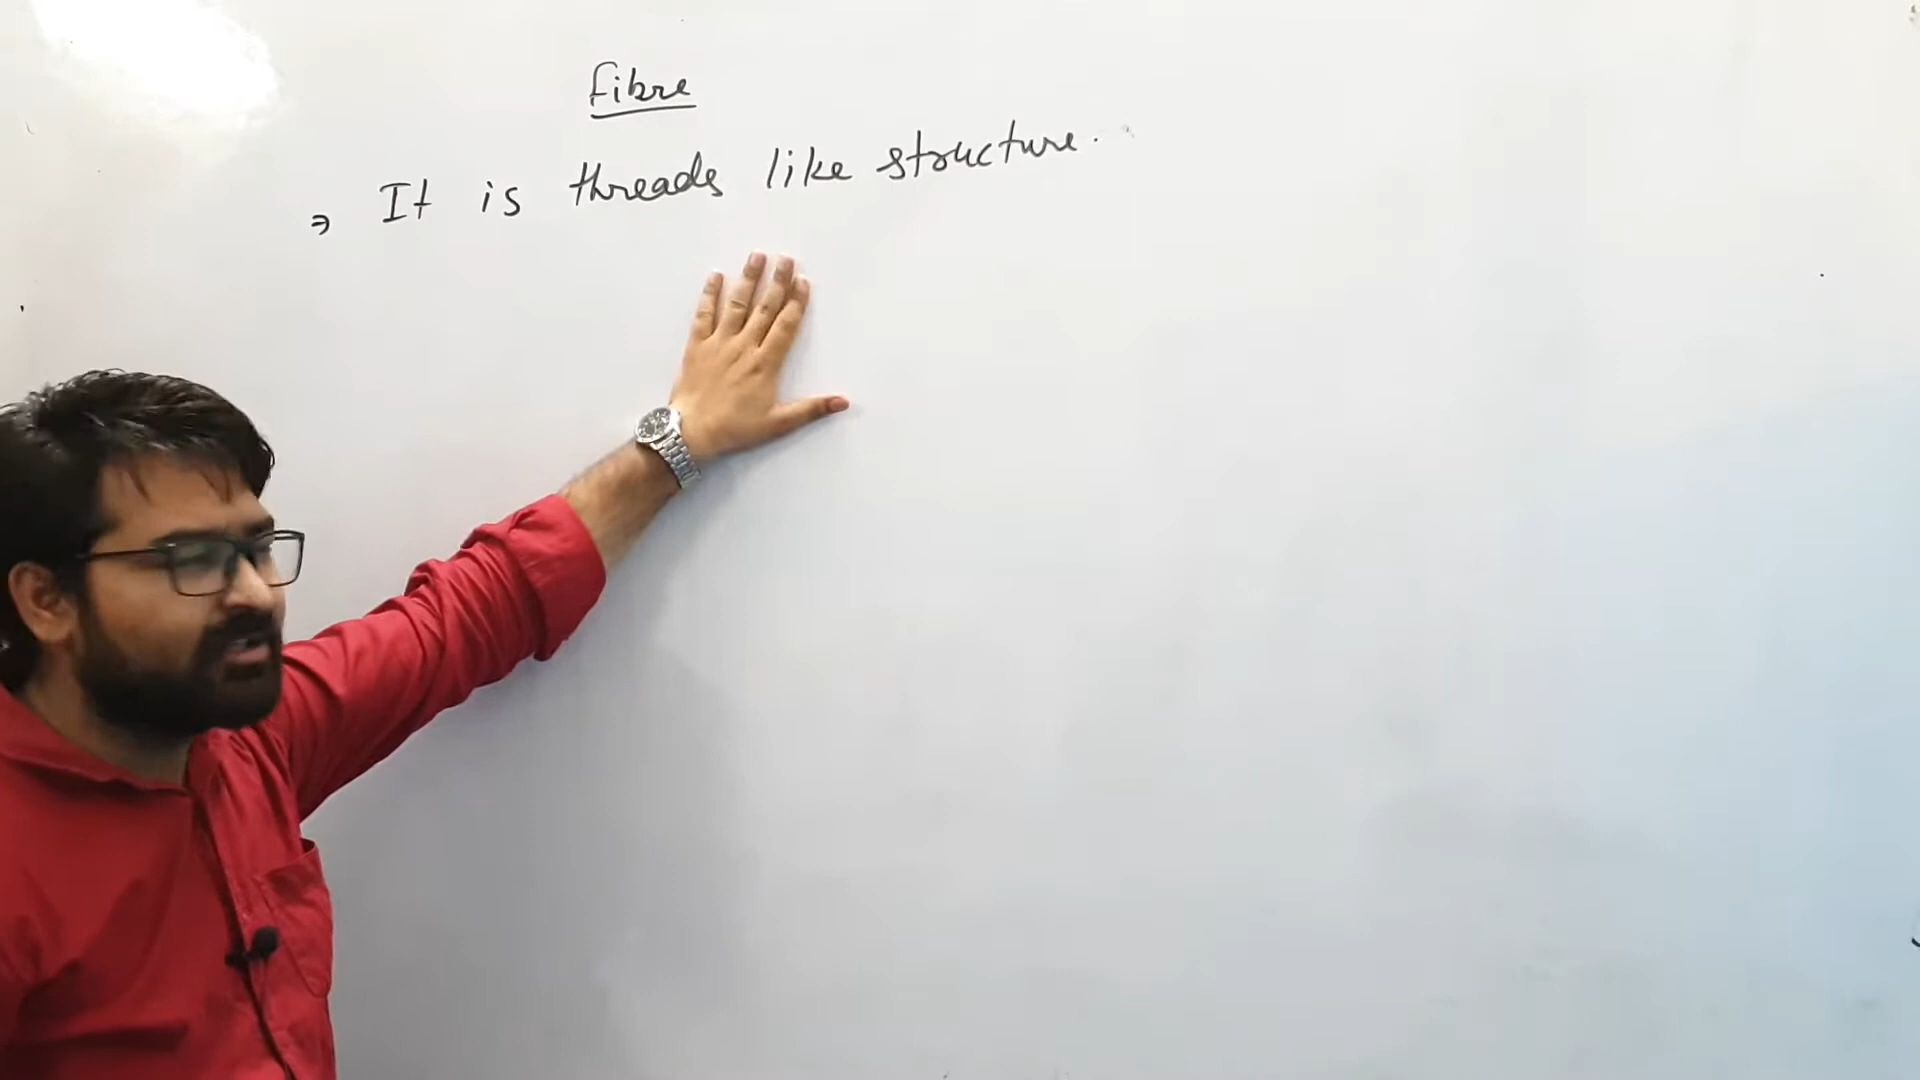 Fibre
⇒ It is threads like structure.